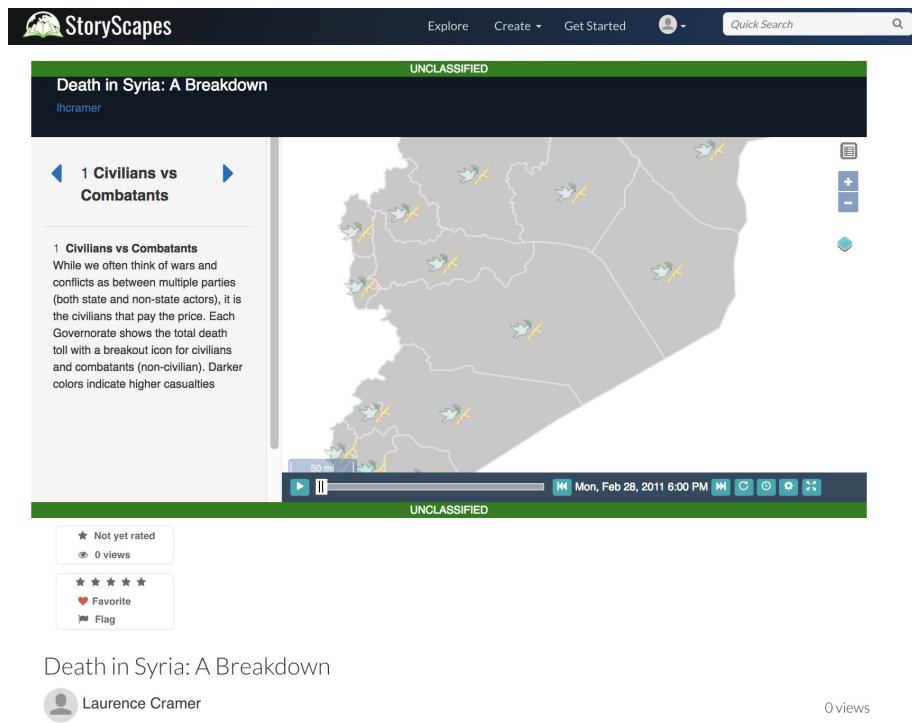 StoryScapes
Explore Create Get Started Quick Search
UNCLASSIFIED
Death in Syria: A Breakdown
lhcramer
1 Civilians vs
Combatants
1 Civilians vs Combatants
While we often think of wars and
conflicts as between multiple parties
(both state and non-state actors), it is
the civilians that pay the price. Each
Governorate shows the total death
toll with a breakout icon for civilians
and combatants (non-civilian). Darker
colors indicate higher casualties
50 mi
Mon, Feb 28, 2011 6:00 PM
UNCLASSIFIED
Not yet rated
0 views
Favorite
Flag
Death in Syria: A Breakdown
Laurence Cramer
0 views